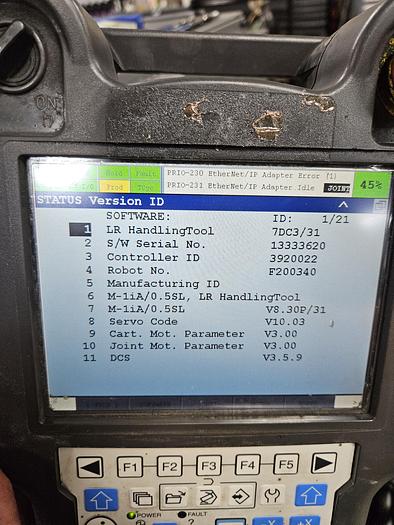 ON
Hold Fault PRIO-230 EtherNet/IP Adapter Error (1)
I/O Prod TCyc PRIO-231 EtherNet/IP Adapter Idle JOINT 45%
STATUS Version ID
SOFTWARE: ID: 1/21
1 LR HandlingTool 7DC3/31
2 S/W Serial No. 13333620
3 Controller ID 3920022
4 Robot No. F200340
5 Manufacturing ID
6 M-1iA/0.5SL, LR HandlingTool
7 M-1iA/0.5SL V8.30P/31
8 Servo Code V10.03
9 Cart. Mot. Parameter V3.00
10 Joint Mot. Parameter V3.00
11 DCS V3.5.9
F1 F2 F3 F4 F5
POWER FAULT